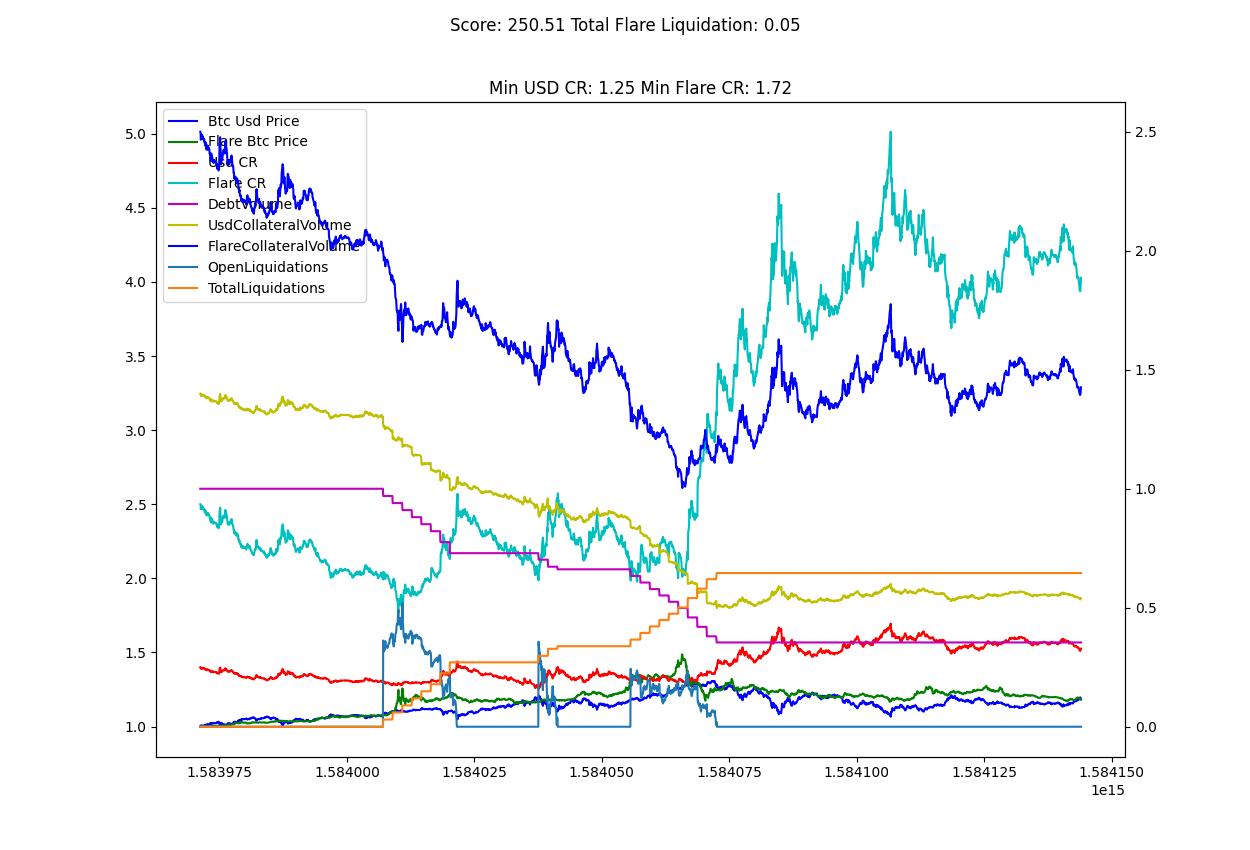 Score: 250.51 Total Flare Liquidation: 0.05
Min USD CR: 1.25 Min Flare CR: 1.72
Btc Usd Price
Flare Btc Price
Usd CR
Flare CR
DebtVolume
UsdCollateralVolume
FlareCollateralVolume
OpenLiquidations
TotalLiquidations
5.0
4.5
4.0
3.5
3.0
2.5
2.0
1.5
1.0
2.5
2.0
1.5
1.0
0.5
0.0
1.583975 1.584000 1.584025 1.584050 1.584075 1.584100 1.584125 1.584150
1e15